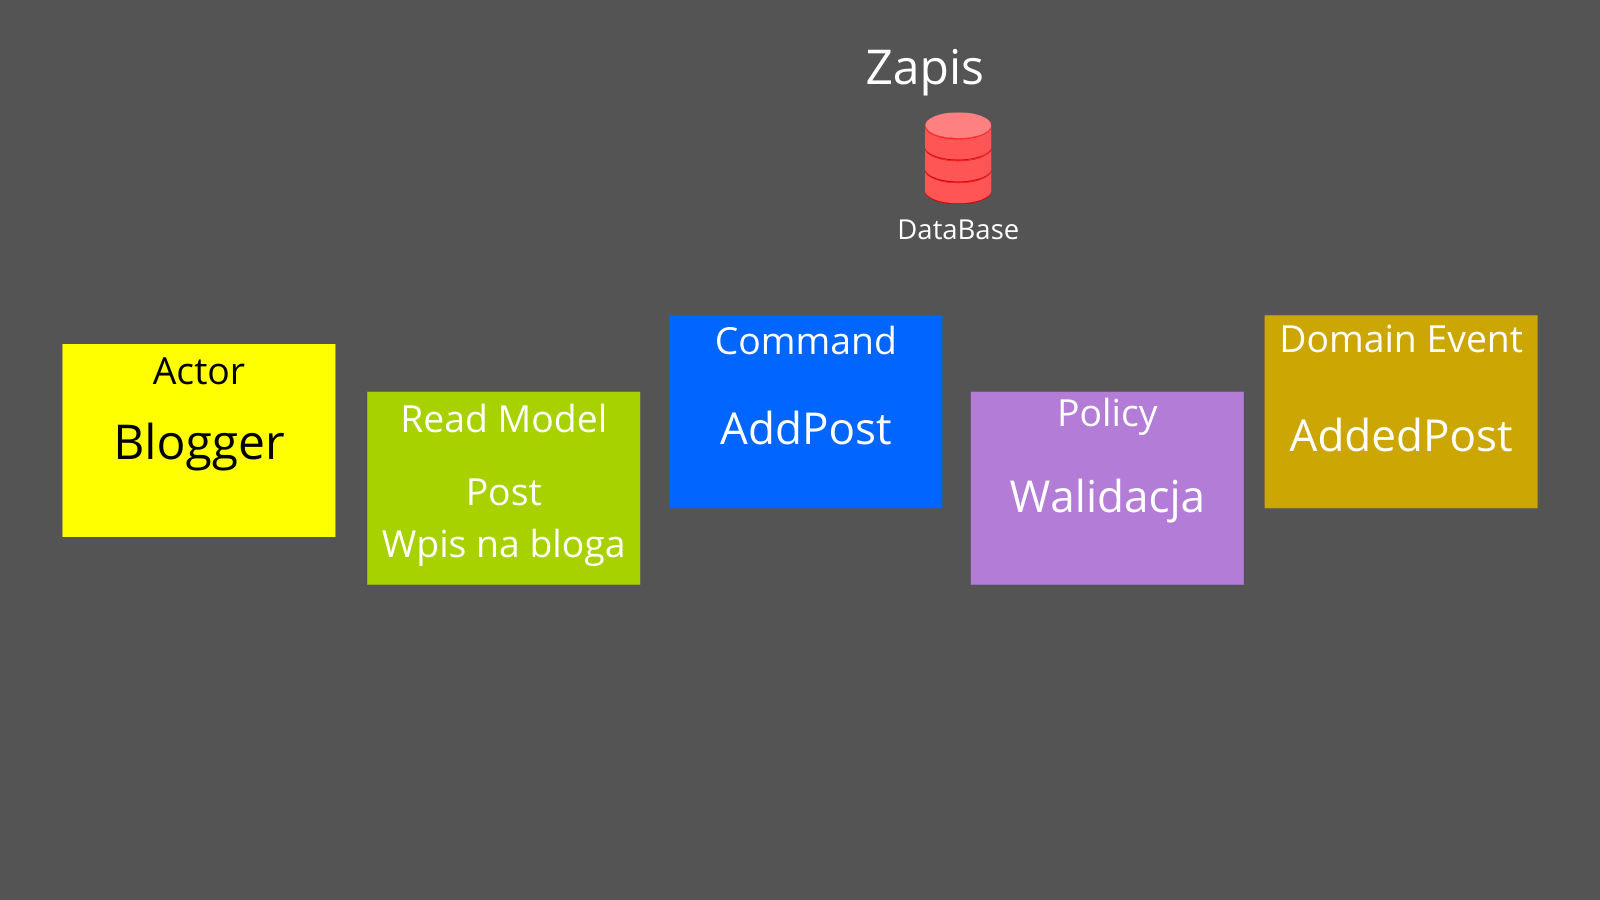 Zapis
DataBase
Actor
Blogger
Read Model
Post
Wpis na bloga
Command
AddPost
Policy
Walidacja
Domain Event
AddedPost